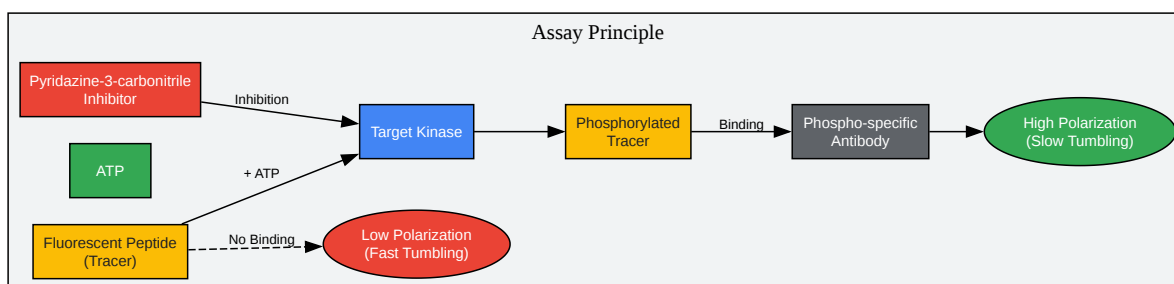 Assay Principle
Pyridazine-3-carbonitrile
Inhibitor
Inhibition
Target Kinase
Phosphorylated
Tracer
Binding
Phospho-specific
Antibody
High Polarization
(Slow Tumbling)
ATP
+ ATP
Fluorescent Peptide
(Tracer)
No Binding
Low Polarization
(Fast Tumbling)